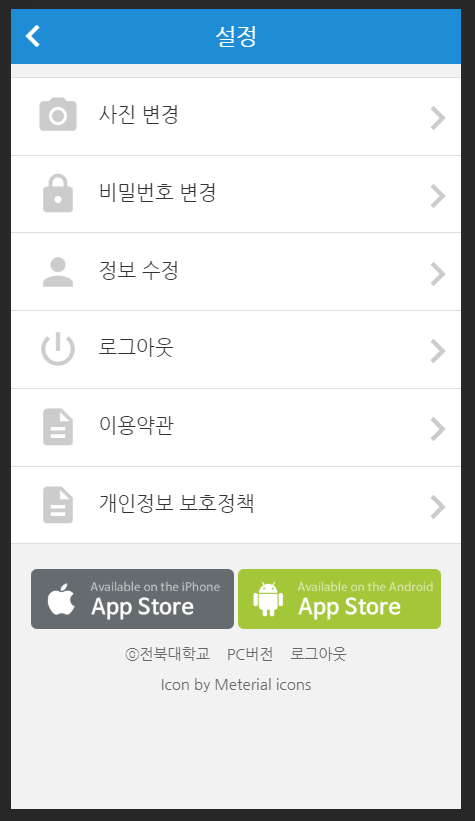 설정
사진 변경
비밀번호 변경
정보 수정
로그아웃
이용약관
개인정보 보호정책
Available on the iPhone
App Store
Available on the Android
App Store
ⓒ전북대학교 PC버전 로그아웃
Icon by Meterial icons